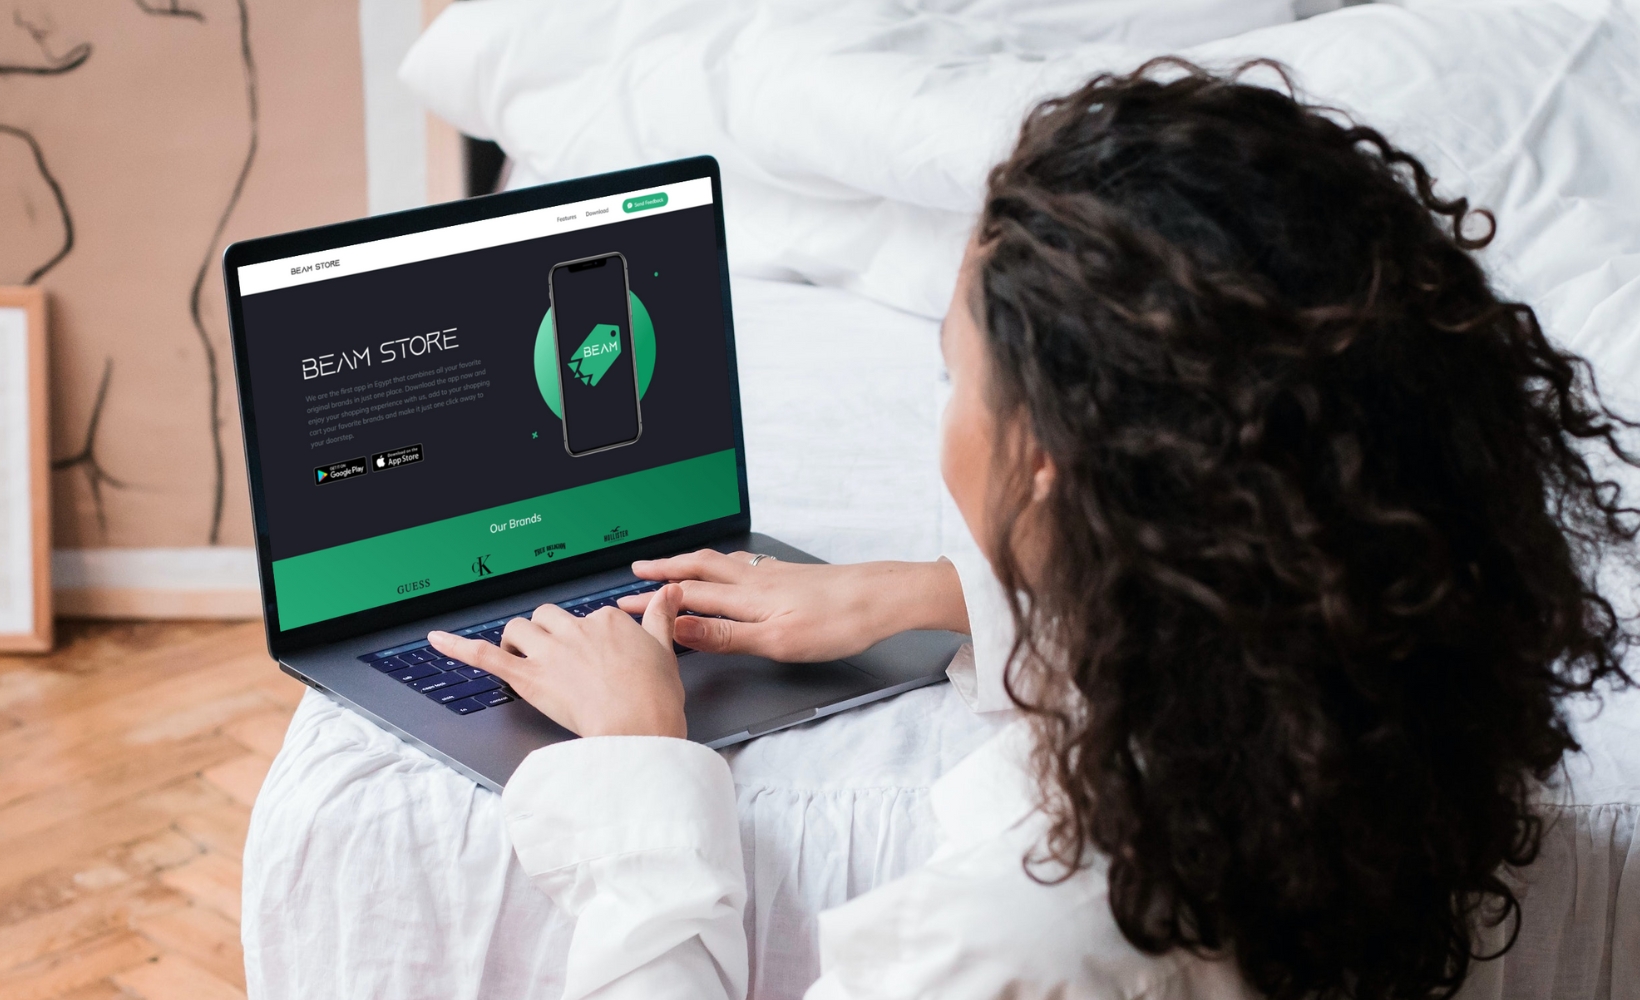 BEAM STORE
Features
Download
Send Feedback
BEAM STORE
We are the first app in Egypt that combines all your favorite
original brands in just one place. Download the app now and
enjoy your shopping experience with us, add to your shopping
cart your favorite brands and make it just one click away to
your doorstep.
GET IT ON
Google Play
Download on the
App Store
BEAM
Our Brands
GUESS
cK
TRUE RELIGION
HOLLISTER